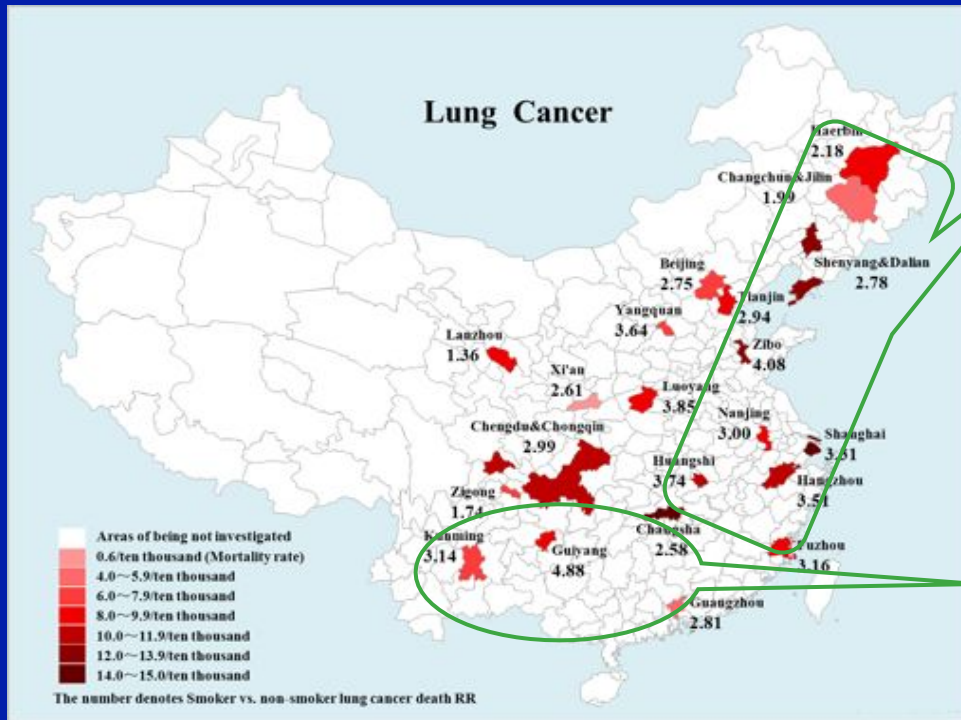 Lung Cancer
Haerbin
2.18
Changchun&Jilin
1.99
Shenyang&Dalian
2.78
Beijing
2.75
Tianjin
2.94
Yangquan
3.64
Zibo
4.08
Lanzhou
1.36
Xi'an
2.61
Luoyang
3.85
Nanjing
3.00
Shanghai
3.31
Chengdu&Chongqin
2.99
Huangshi
3.74
Hangzhou
3.51
Zigong
1.74
Changsha
2.58
Kunming
3.14
Guiyang
4.88
Fuzhou
3.16
Guangzhou
2.81
Areas of being not investigated
0.6/ten thousand (Mortality rate)
4.0～5.9/ten thousand
6.0～7.9/ten thousand
8.0～9.9/ten thousand
10.0～11.9/ten thousand
12.0～13.9/ten thousand
14.0～15.0/ten thousand
The number denotes Smoker vs. non-smoker lung cancer death RR